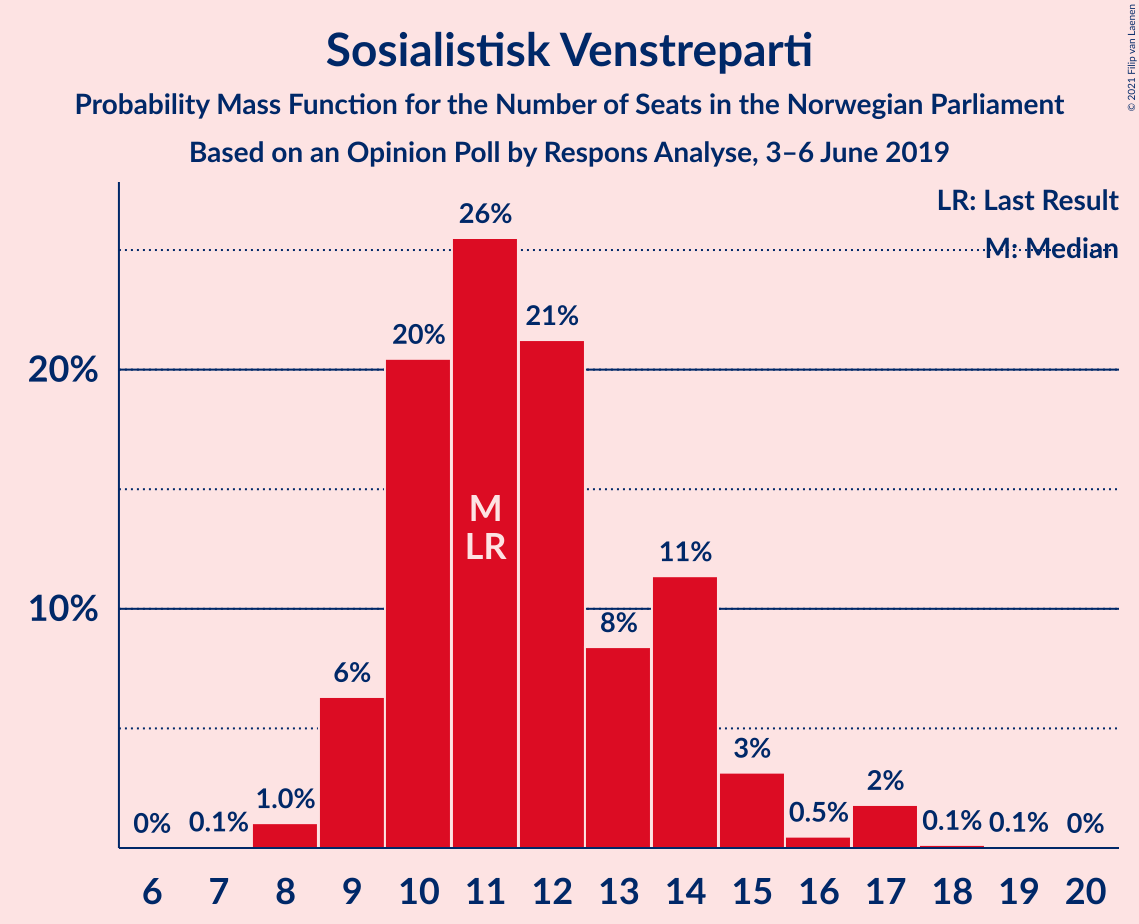 Sosialistisk Venstreparti
Probability Mass Function for the Number of Seats in the Norwegian Parliament
Based on an Opinion Poll by Respons Analyse, 3–6 June 2019
© 2021 Filip van Laenen
LR: Last Result
M: Median
20%
10%
0%
0.1%
1.0%
6%
20%
26%
21%
8%
11%
3%
0.5%
2%
0.1%
0.1%
0%
M
LR
6 7 8 9 10 11 12 13 14 15 16 17 18 19 20